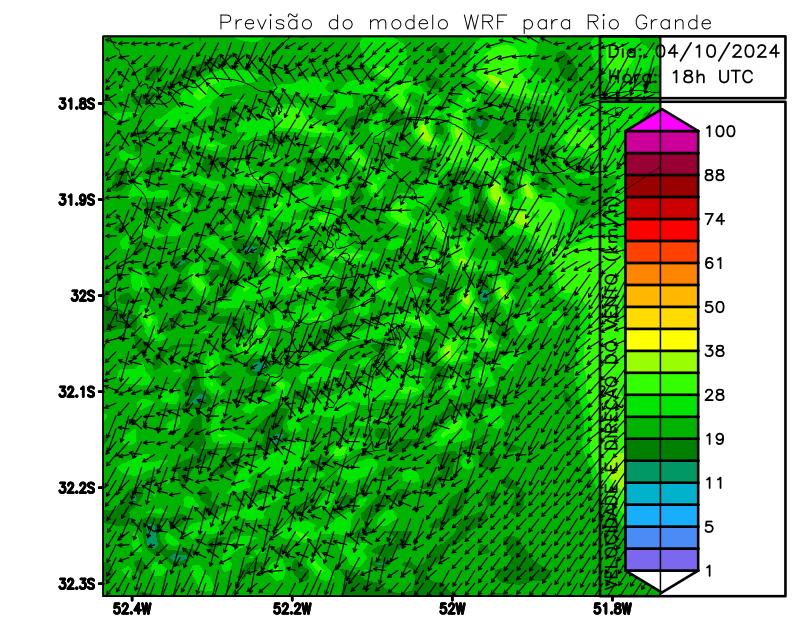 Previsão do modelo WRF para Rio Grande
Dia: 04/10/2024
Hora: 18h UTC
31.8S
31.9S
32S
32.1S
32.2S
32.3S
52.4W
52.2W
52W
51.8W
VELOCIDADE E DIREÇÃO DO VENTO (km/h)
100
88
74
61
50
38
28
19
11
5
1